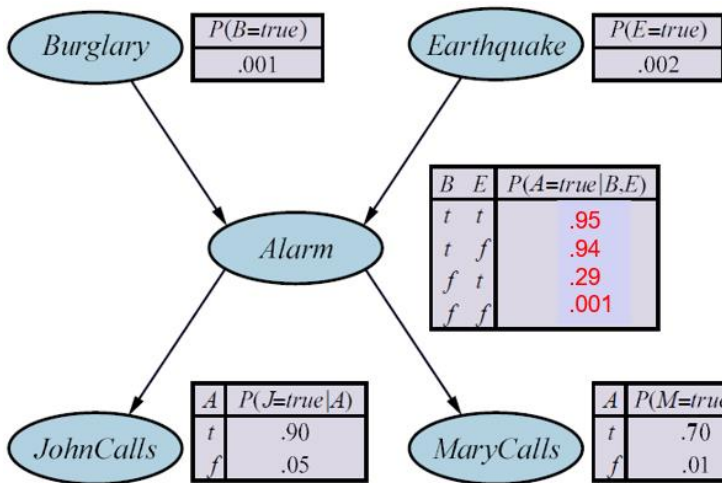 Burglary
P(B=true)
.001
Earthquake
P(E=true)
.002
B E P(A=true|B,E)
t t .95
t f .94
f t .29
f f .001
Alarm
A P(J=true|A)
t .90
f .05
JohnCalls
A P(M=true
t .70
f .01
MaryCalls